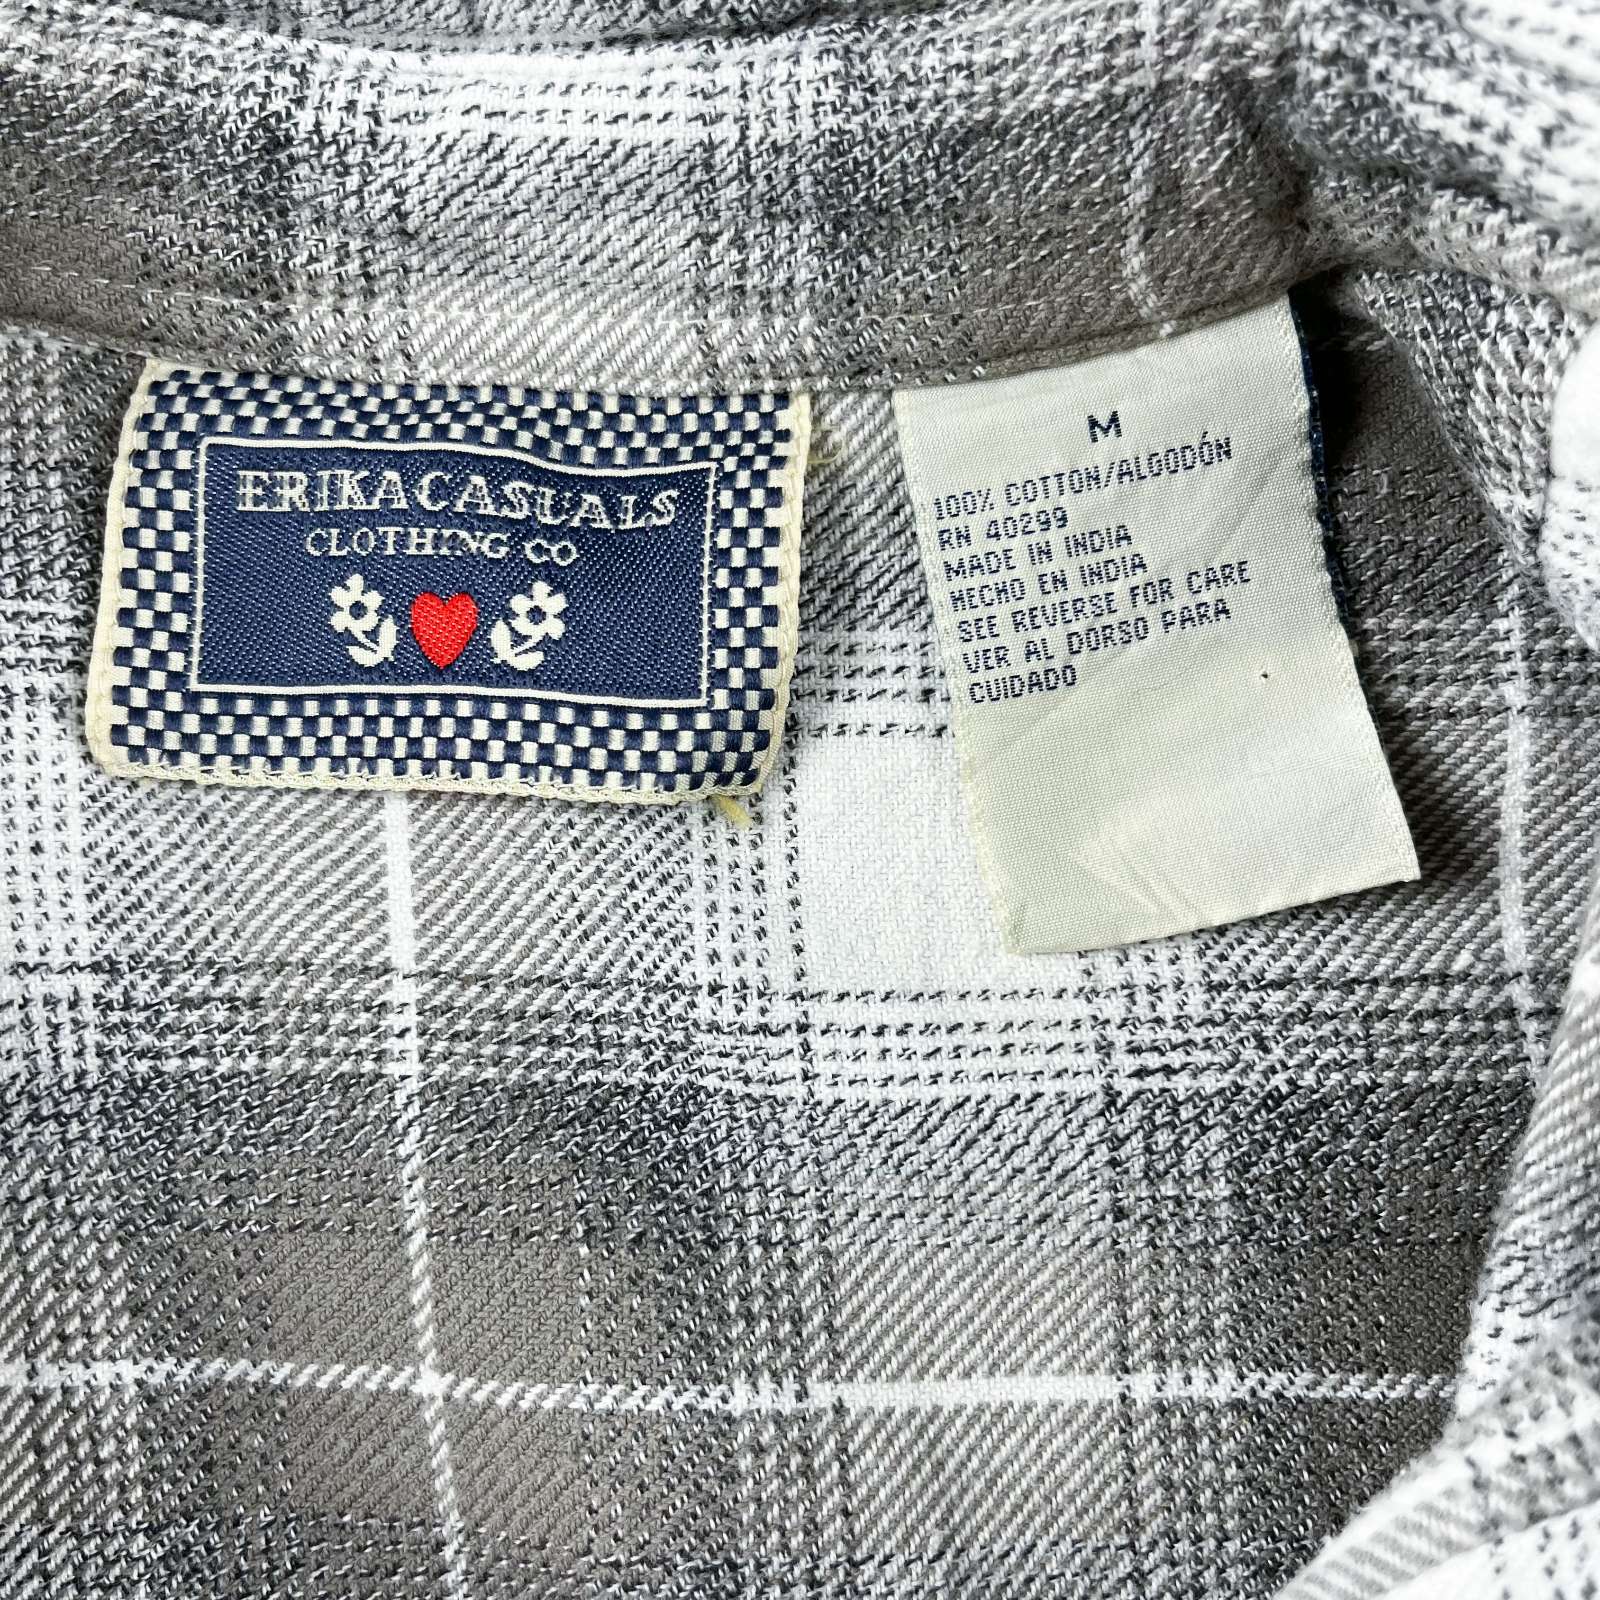 ERIKA CASUALS
CLOTHING CO
M
100% COTTON/ALGODÓN
RN 40299
MADE IN INDIA
HECHO EN INDIA
SEE REVERSE FOR CARE
VER AL DORSO PARA
CUIDADO